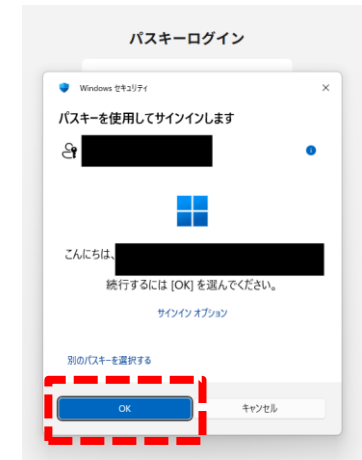 パスキーログイン
Windows セキュリティ
パスキーを使用してサインインします
こんにちは、
続行するには [OK] を選んでください。
サインイン オプション
別のパスキーを選択する
OK
キャンセル